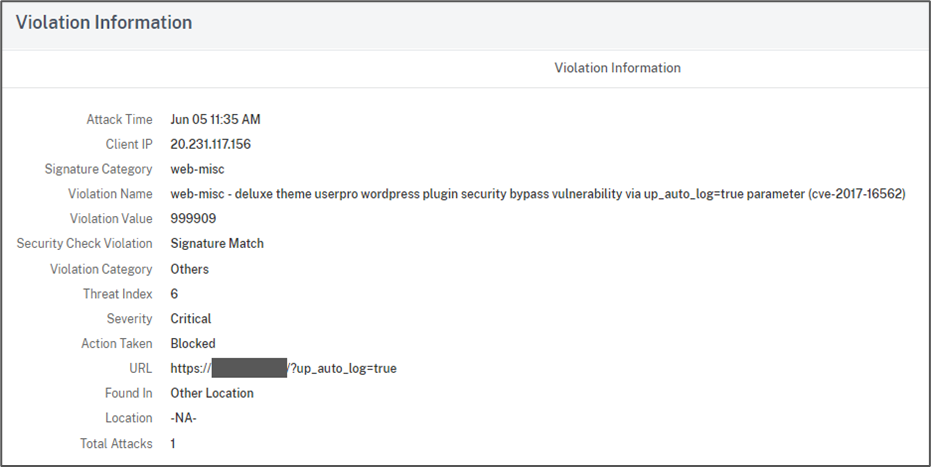 Violation Information
Violation Information
Attack Time Jun 05 11:35 AM
Client IP 20.231.117.156
Signature Category web-misc
Violation Name web-misc - deluxe theme userpro wordpress plugin security bypass vulnerability via up_auto_log=true parameter (cve-2017-16562)
Violation Value 999909
Security Check Violation Signature Match
Violation Category Others
Threat Index 6
Severity Critical
Action Taken Blocked
URL https:// /?up_auto_log=true
Found In Other Location
Location -NA-
Total Attacks 1